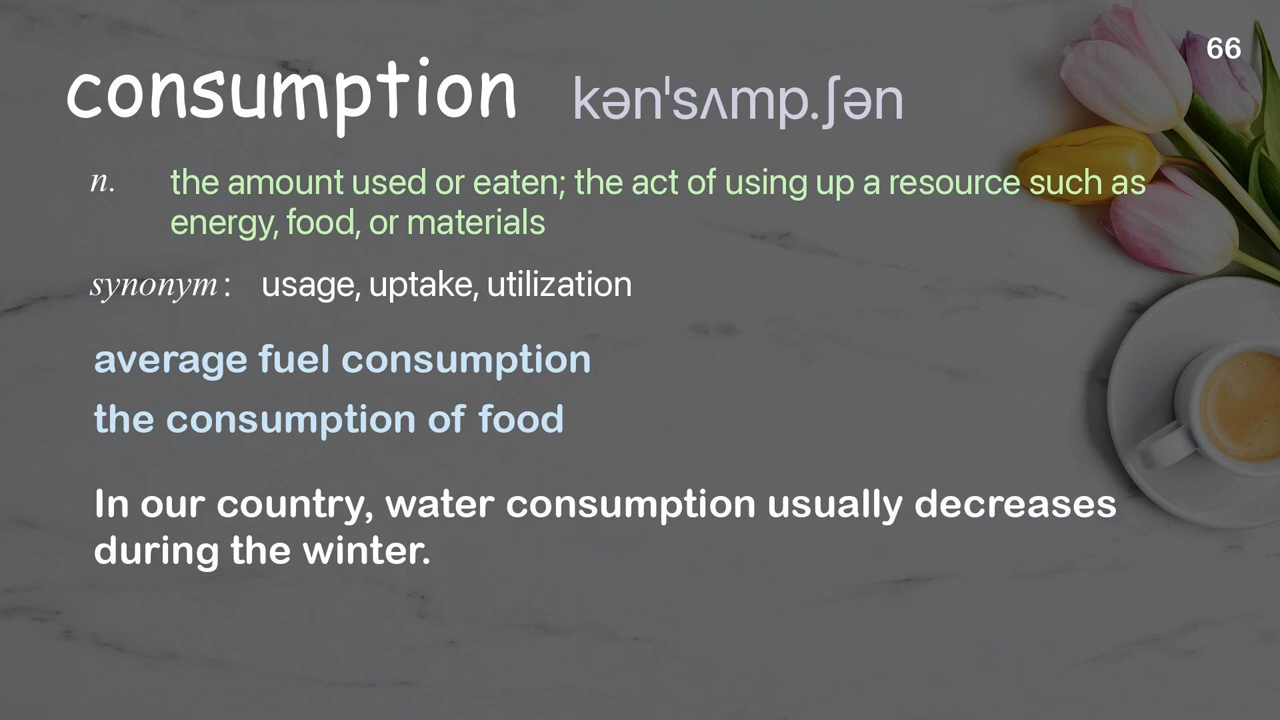 66
consumption kən'sʌmp.ʃən
n. the amount used or eaten; the act of using up a resource such as
energy, food, or materials
synonym: usage, uptake, utilization
average fuel consumption
the consumption of food
In our country, water consumption usually decreases
during the winter.